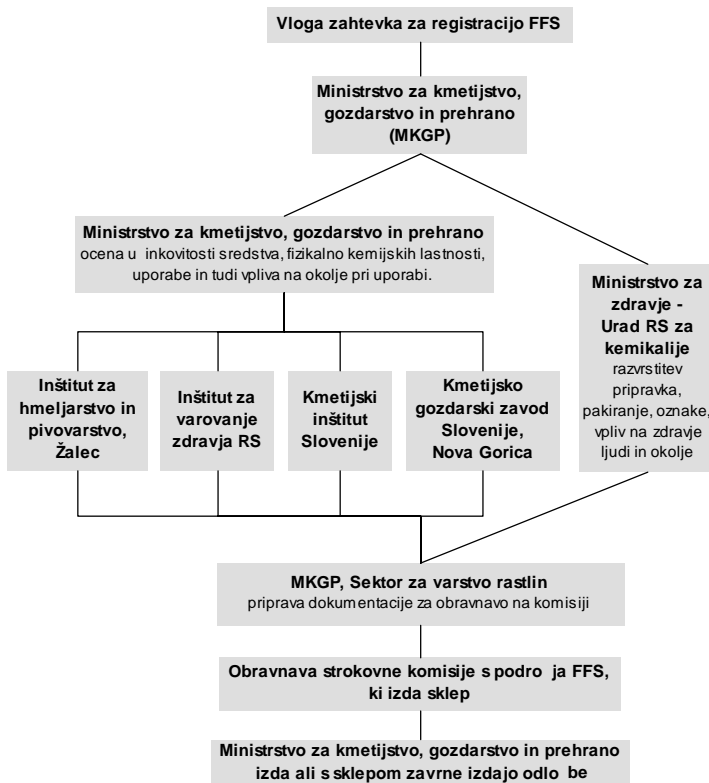 Vloga zahtevka za registracijo FFS
Ministrstvo za kmetijstvo,
gozdarstvo in prehrano
(MKGP)
Ministrstvo za kmetijstvo, gozdarstvo in prehrano
ocena u inkovitosti sredstva, fizikalno kemijskih lastnosti,
uporabe in tudi vpliva na okolje pri uporabi.
Ministrstvo za
zdravje -
Urad RS za
kemikalije
razvrstitev
pripravka,
pakiranje, oznake,
vpliv na zdravje
ljudi in okolje
Inštitut za
hmeljarstvo in
pivovarstvo,
Žalec
Inštitut za
varovanje
zdravja RS
Kmetijski
inštitut
Slovenije
Kmetijsko
gozdarski zavod
Slovenije,
Nova Gorica
MKGP, Sektor za varstvo rastlin
priprava dokumentacije za obravnavo na komisiji
Obravnava strokovne komisije s podro ja FFS,
ki izda sklep
Ministrstvo za kmetijstvo, gozdarstvo in prehrano
izda ali s sklepom zavrne izdajo odlo be